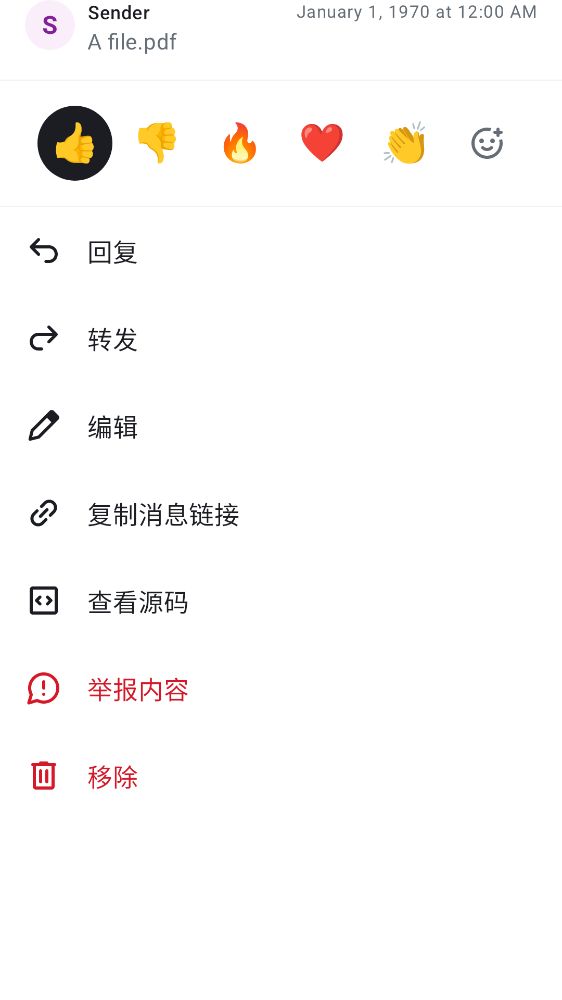 S
Sender
January 1, 1970 at 12:00 AM
A file.pdf
回复
转发
编辑
复制消息链接
查看源码
举报内容
移除